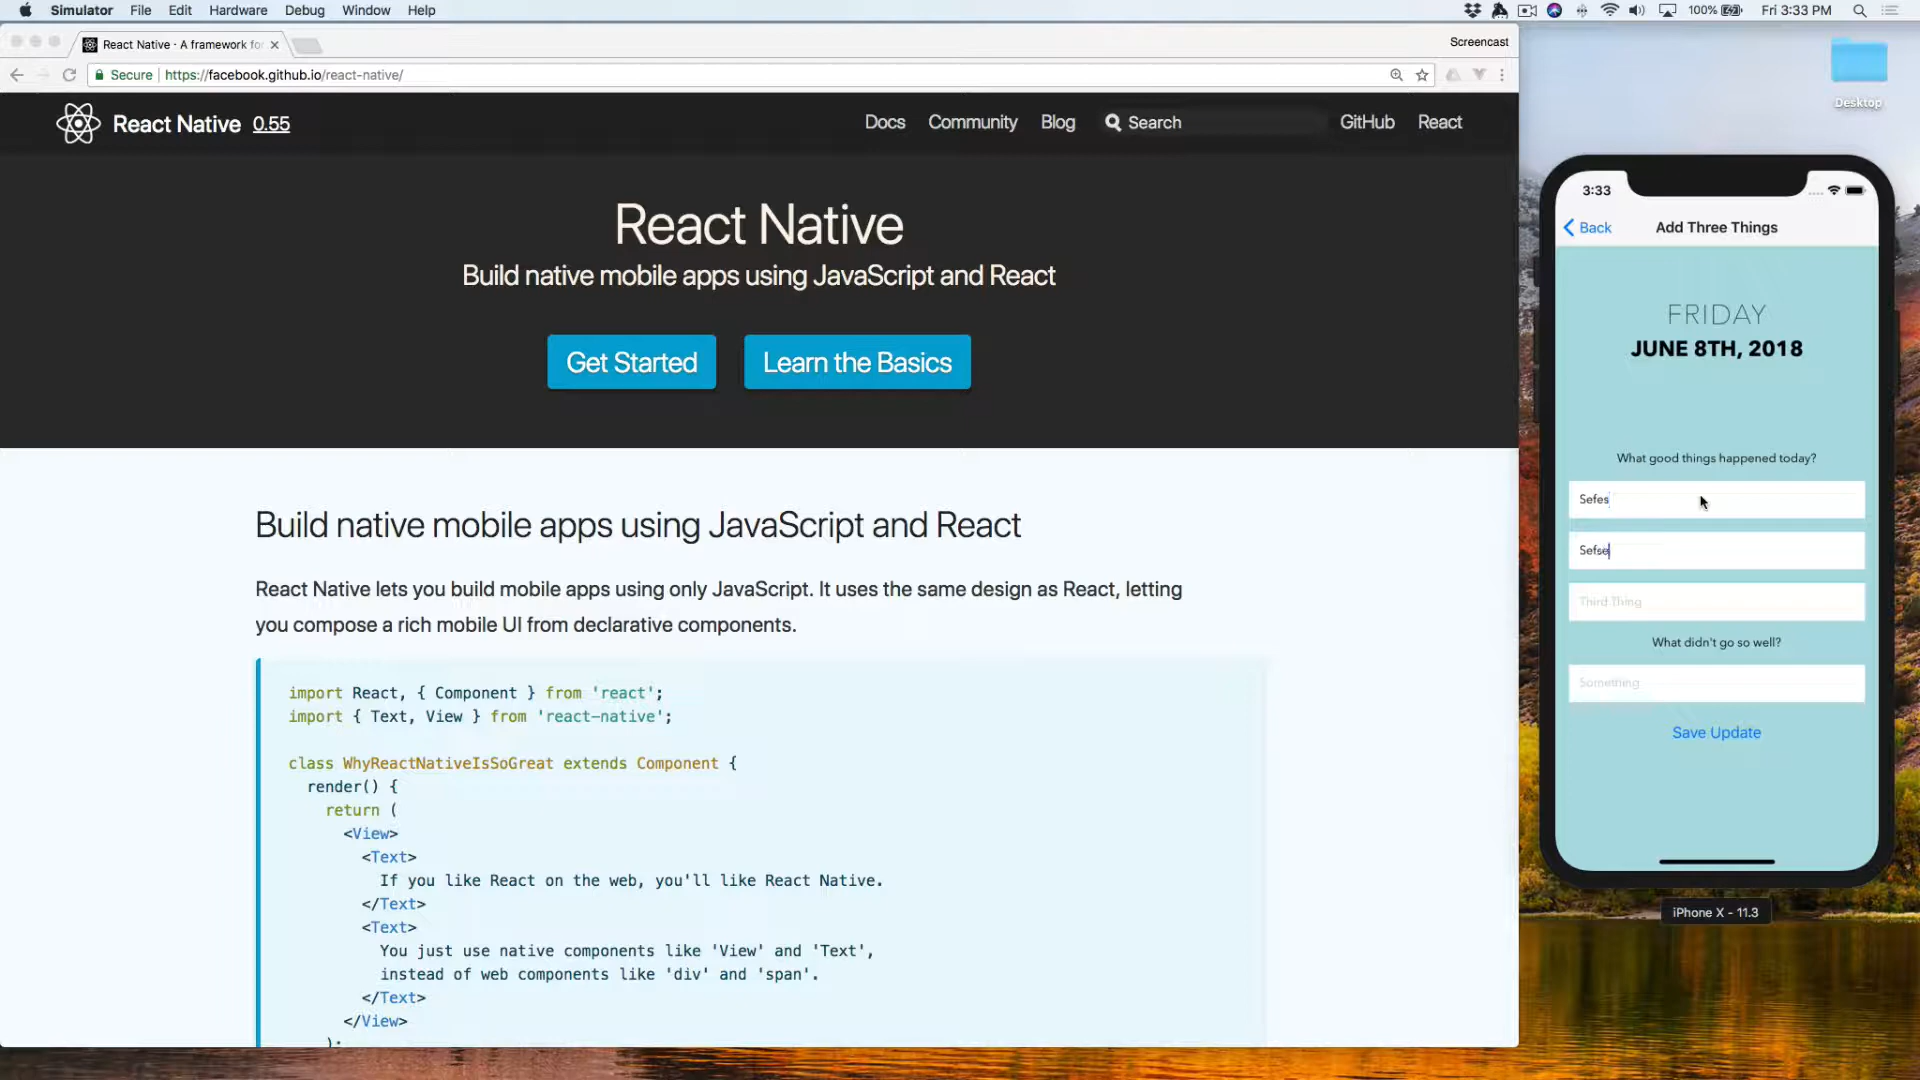 Simulator File Edit Hardware Debug Window Help
100% Fri 3:33 PM
React Native · A framework for
Screencast
Secure https://facebook.github.io/react-native/
React Native 0.55
Docs Community Blog Search GitHub React
React Native
Build native mobile apps using JavaScript and React
Get Started Learn the Basics
Build native mobile apps using JavaScript and React
React Native lets you build mobile apps using only JavaScript. It uses the same design as React, letting
you compose a rich mobile UI from declarative components.
import React, { Component } from 'react';
import { Text, View } from 'react-native';
class WhyReactNativeIsSoGreat extends Component {
render() {
return (
<View>
<Text>
If you like React on the web, you'll like React Native.
</Text>
<Text>
You just use native components like 'View' and 'Text',
instead of web components like 'div' and 'span'.
</Text>
</View>
);
Desktop
3:33
Back Add Three Things
FRIDAY
JUNE 8TH, 2018
What good things happened today?
Sefes
Sefse
Third Thing
What didn't go so well?
Something
Save Update
iPhone X - 11.3